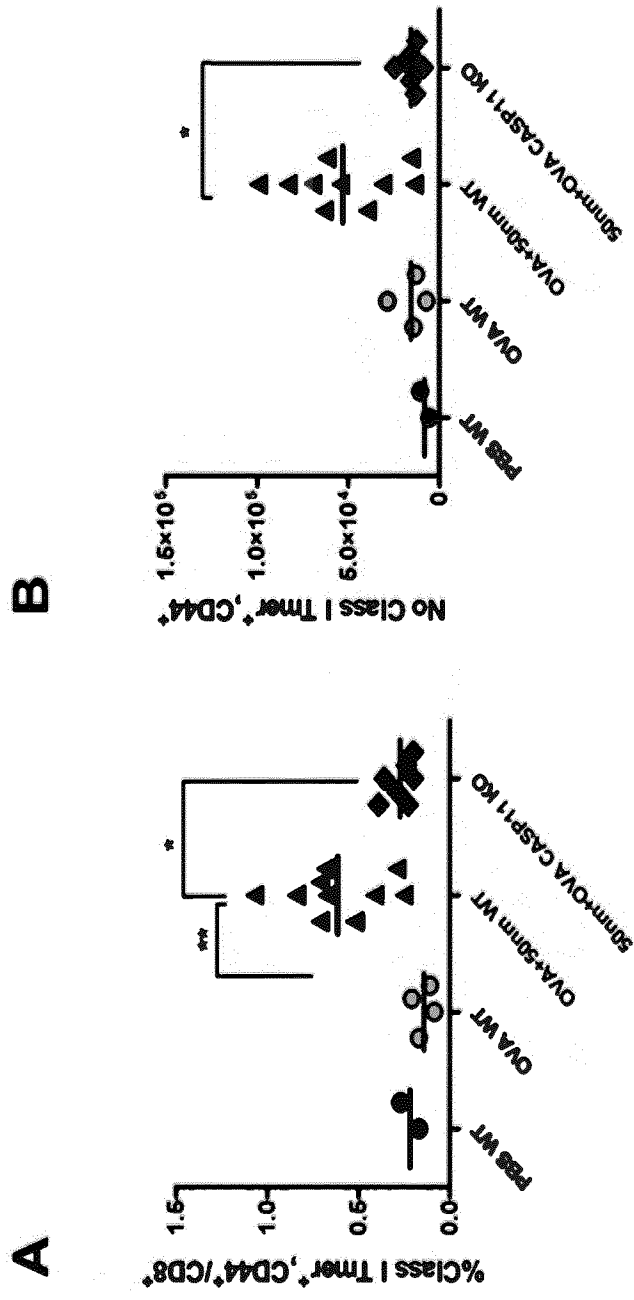 A
%Class I Tmer⁺, CD44⁺/CD8⁺
1.5
1.0
0.5
0.0
**
*
PBS WT
OVA WT
OVA+50nm WT
50nm+OVA CASP11 KO
B
No Class I Tmer⁺, CD44⁺
1.5×10⁵
1.0×10⁵
5.0×10⁴
0
*
PBS WT
OVA WT
OVA+50nm WT
50nm+OVA CASP11 KO